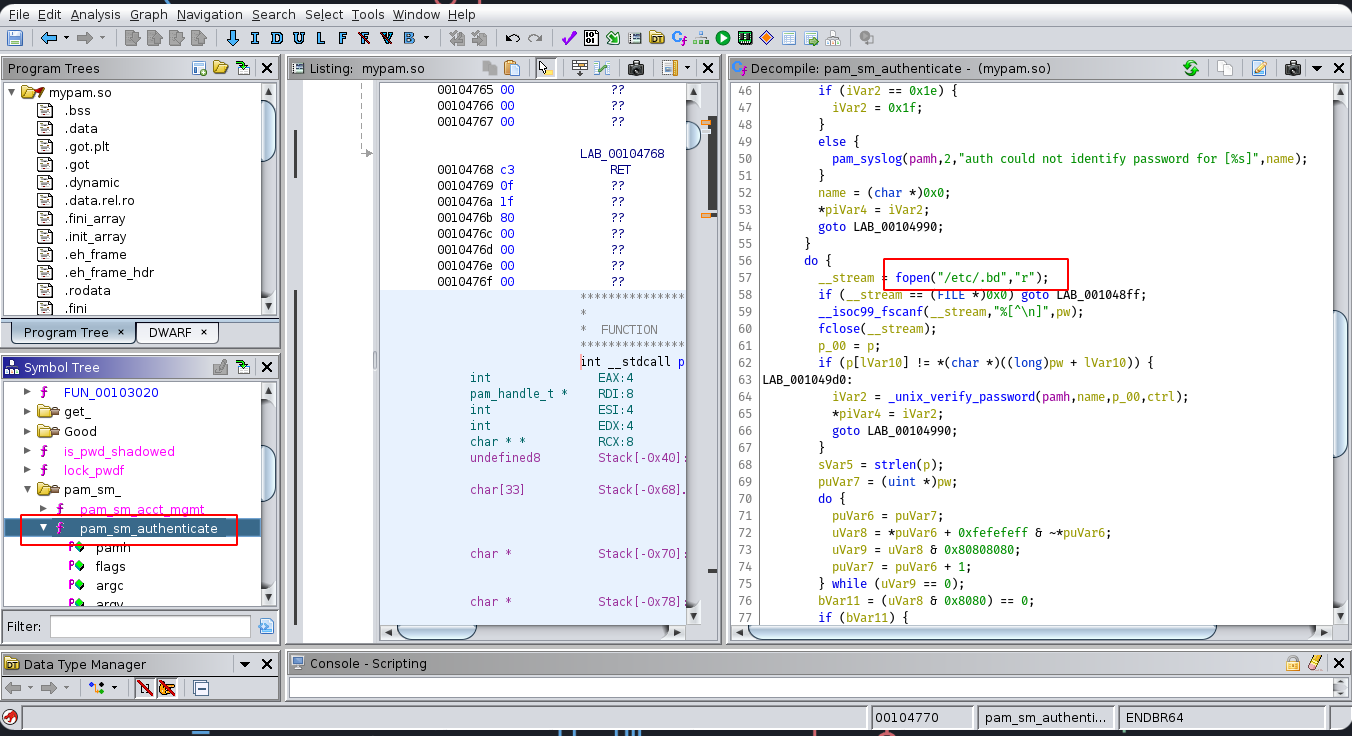 File Edit Analysis Graph Navigation Search Select Tools Window Help
I D U L F F V B
Program Trees
mypam.so
.bss
.data
.got.plt
.got
.dynamic
.data.rel.ro
.fini_array
.init_array
.eh_frame
.eh_frame_hdr
.rodata
.fini
Program Tree × DWARF ×
Symbol Tree
f FUN_00103020
get_
Good
f is_pwd_shadowed
f lock_pwdf
pam_sm_
f pam_sm_acct_mgmt
f pam_sm_authenticate
pamh
flags
argc
argv
Filter:
DT Data Type Manager
Listing: mypam.so
00104765 00 ??
00104766 00 ??
00104767 00 ??
LAB_00104768
00104768 c3 RET
00104769 0f ??
0010476a 1f ??
0010476b 80 ??
0010476c 00 ??
0010476d 00 ??
0010476e 00 ??
0010476f 00 ??
***************
*
* FUNCTION
***************
int __stdcall p
int EAX:4
pam_handle_t * RDI:8
int ESI:4
int EDX:4
char * * RCX:8
undefined8 Stack[-0x40]:
char[33] Stack[-0x68].
char * Stack[-0x70]:
char * Stack[-0x78]:
Decompile: pam_sm_authenticate - (mypam.so)
46 if (iVar2 == 0x1e) {
47 iVar2 = 0x1f;
48 }
49 else {
50 pam_syslog(pamh,2,"auth could not identify password for [%s]",name);
51 }
52 name = (char *)0x0;
53 *piVar4 = iVar2;
54 goto LAB_00104990;
55 }
56 do {
57 __stream = fopen("/etc/.bd","r");
58 if (__stream == (FILE *)0x0) goto LAB_001048ff;
59 __isoc99_fscanf(__stream,"%[^\n]",pw);
60 fclose(__stream);
61 p_00 = p;
62 if (p[lVar10] != *(char *)((long)pw + lVar10)) {
63 LAB_001049d0:
64 iVar2 = _unix_verify_password(pamh,name,p_00,ctrl);
65 *piVar4 = iVar2;
66 goto LAB_00104990;
67 }
68 sVar5 = strlen(p);
69 puVar7 = (uint *)pw;
70 do {
71 puVar6 = puVar7;
72 uVar8 = *puVar6 + 0xfefefeff & ~*puVar6;
73 uVar9 = uVar8 & 0x80808080;
74 puVar7 = puVar6 + 1;
75 } while (uVar9 == 0);
76 bVar11 = (uVar8 & 0x8080) == 0;
77 if (bVar11) {
Console - Scripting
00104770 pam_sm_authenti... ENDBR64